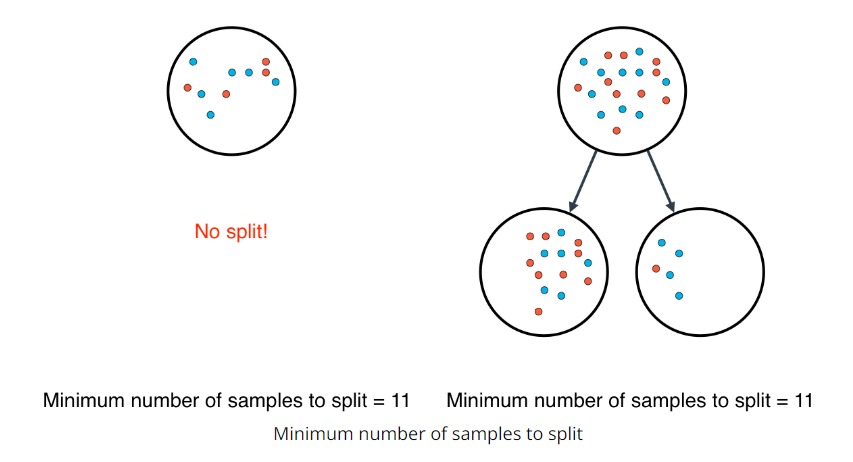 No split!
Minimum number of samples to split = 11
Minimum number of samples to split = 11
Minimum number of samples to split